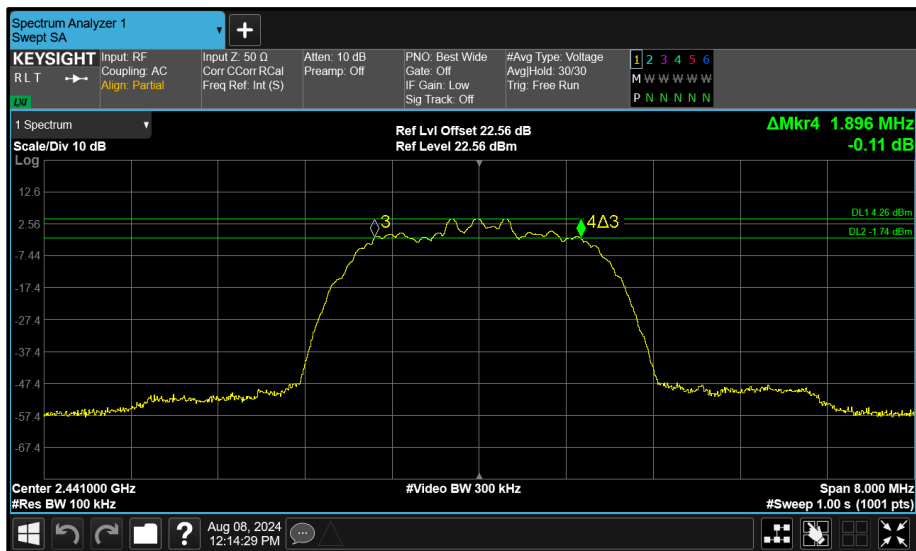 Spectrum Analyzer 1
Swept SA
KEYSIGHT
R L T
LXI
Input: RF
Coupling: AC
Align: Partial
Input Z: 50 Ω
Corr CCorr RCal
Freq Ref: Int (S)
Atten: 10 dB
Preamp: Off
PNO: Best Wide
Gate: Off
IF Gain: Low
Sig Track: Off
#Avg Type: Voltage
Avg|Hold: 30/30
Trig: Free Run
1 2 3 4 5 6
M W W W W W
P N N N N N
1 Spectrum
Scale/Div 10 dB
Log
Ref Lvl Offset 22.56 dB
Ref Level 22.56 dBm
ΔMkr4 1.896 MHz
-0.11 dB
12.6
2.56
-7.44
-17.4
-27.4
-37.4
-47.4
-57.4
-67.4
3
4Δ3
DL1 4.26 dBm
DL2 -1.74 dBm
Center 2.441000 GHz
#Res BW 100 kHz
#Video BW 300 kHz
Span 8.000 MHz
#Sweep 1.00 s (1001 pts)
?
Aug 08, 2024
12:14:29 PM